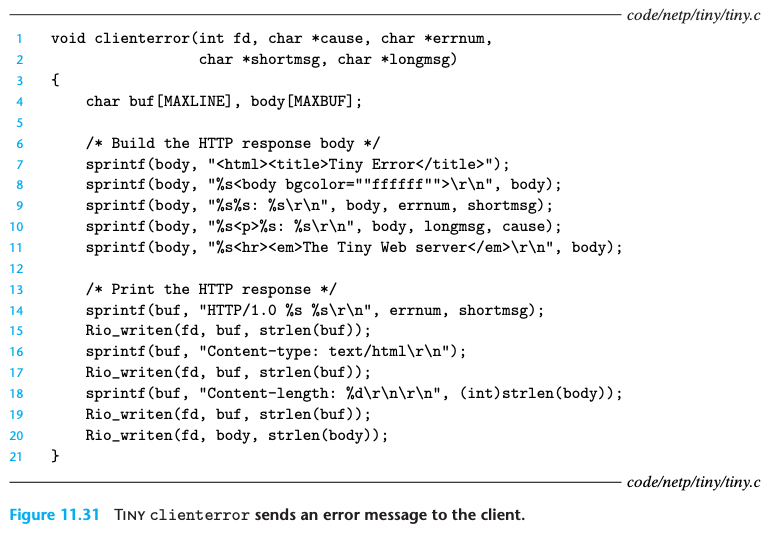 code/netp/tiny/tiny.c
1 void clienterror(int fd, char *cause, char *errnum,
2 char *shortmsg, char *longmsg)
3 {
4 char buf[MAXLINE], body[MAXBUF];
5
6 /* Build the HTTP response body */
7 sprintf(body, "<html><title>Tiny Error</title>");
8 sprintf(body, "%s<body bgcolor=""ffffff"">\r\n", body);
9 sprintf(body, "%s%s: %s\r\n", body, errnum, shortmsg);
10 sprintf(body, "%s<p>%s: %s\r\n", body, longmsg, cause);
11 sprintf(body, "%s<hr><em>The Tiny Web server</em>\r\n", body);
12
13 /* Print the HTTP response */
14 sprintf(buf, "HTTP/1.0 %s %s\r\n", errnum, shortmsg);
15 Rio_writen(fd, buf, strlen(buf));
16 sprintf(buf, "Content-type: text/html\r\n");
17 Rio_writen(fd, buf, strlen(buf));
18 sprintf(buf, "Content-length: %d\r\n\r\n", (int)strlen(body));
19 Rio_writen(fd, buf, strlen(buf));
20 Rio_writen(fd, body, strlen(body));
21 }
code/netp/tiny/tiny.c
Figure 11.31 TINY clienterror sends an error message to the client.